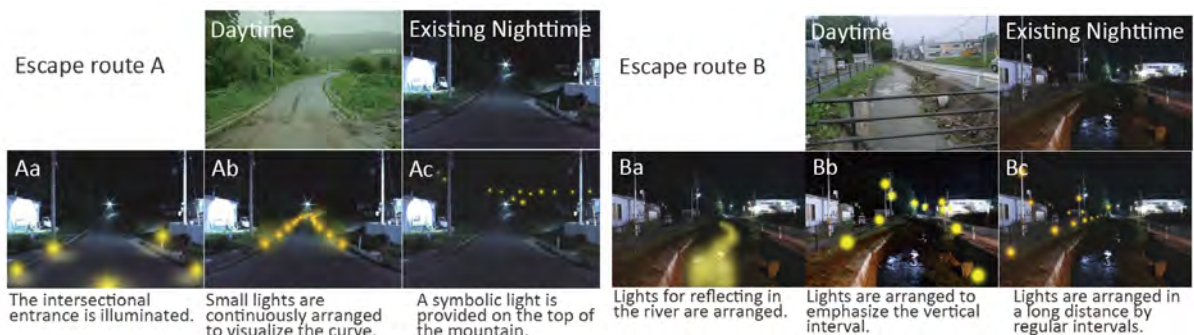 Escape route A
Daytime
Existing Nighttime
Aa
Ab
Ac
The intersectional
entrance is illuminated.
Small lights are
continuously arranged
to visualize the curve.
A symbolic light is
provided on the top of
the mountain.
Escape route B
Daytime
Existing Nighttime
Ba
Bb
Bc
Lights for reflecting in
the river are arranged.
Lights are arranged to
emphasize the vertical
interval.
Lights are arranged in
a long distance by
regular intervals.